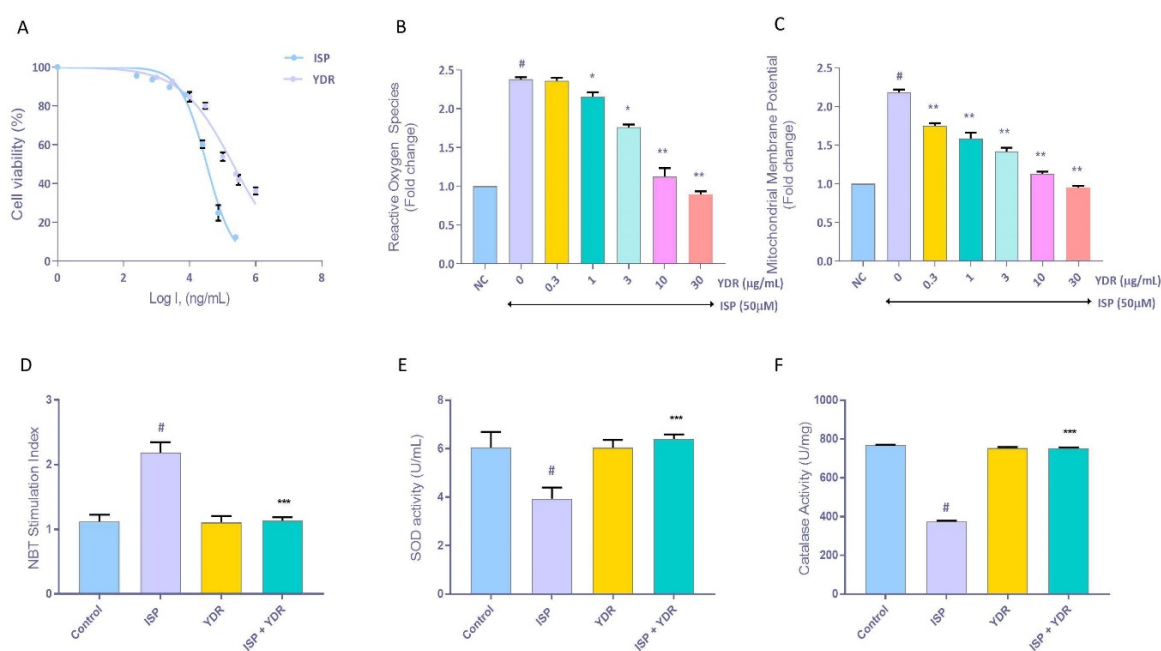 A
ISP
YDR
100
80
60
40
20
0
0
2
4
6
8
Cell viability (%)
Log I, (ng/mL)
B
2.5
2.0
1.5
1.0
0.5
0.0
Reactive Oxygen Species
(Fold change)
#
*
*
**
**
NC
0
0.3
1
3
10
30
YDR (µg/mL)
ISP (50µM)
C
2.5
2.0
1.5
1.0
0.5
0.0
Mitochondrial Membrane Potential
(Fold change)
#
**
**
**
**
**
NC
0
0.3
1
3
10
30
YDR (µg/mL)
ISP (50µM)
D
3
2
1
0
NBT Stimulation Index
#
***
Control
ISP
YDR
ISP + YDR
E
8
6
4
2
0
SOD activity (U/mL)
#
***
Control
ISP
YDR
ISP + YDR
F
1000
800
600
400
200
0
Catalase Activity (U/mg)
#
***
Control
ISP
YDR
ISP + YDR